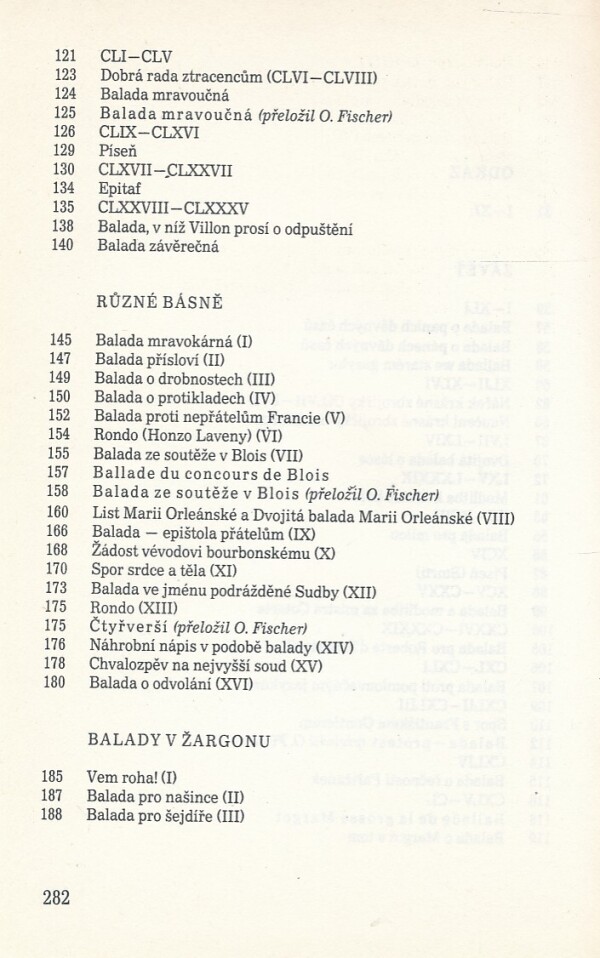 121 CLI—CLV
123 Dobrá rada ztracencům (CLVI—CLVIII)
124 Balada mravoučná
125 Balada mravoučná (přeložil O. Fischer)
126 CLIX—CLXVI
129 Píseň
130 CLXVII—CLXXVII
134 Epitaf
135 CLXXVIII—CLXXXV
138 Balada, v níž Villon prosí o odpuštění
140 Balada závěrečná
RŮZNÉ BÁSNĚ
145 Balada mravokárná (I)
147 Balada přísloví (II)
149 Balada o drobnostech (III)
150 Balada o protikladech (IV)
152 Balada proti nepřátelům Francie (V)
154 Rondo (Honzo Laveny) (VI)
155 Balada ze soutěže v Blois (VII)
157 Ballade du concours de Blois
158 Balada ze soutěže v Blois (přeložil O. Fischer)
160 List Marii Orleánské a Dvojitá balada Marii Orleánské (VIII)
166 Balada — epištola přátelům (IX)
168 Žádost vévodovi bourbonskému (X)
170 Spor srdce a těla (XI)
173 Balada ve jménu podrážděné Sudby (XII)
175 Rondo (XIII)
175 Čtyřverší (přeložil O. Fischer)
176 Náhrobní nápis v podobě balady (XIV)
178 Chvalozpěv na nejvyšší soud (XV)
180 Balada o odvolání (XVI)
BALADY V ŽARGONU
185 Vem roha! (I)
187 Balada pro našince (II)
188 Balada pro šejdíře (III)
282